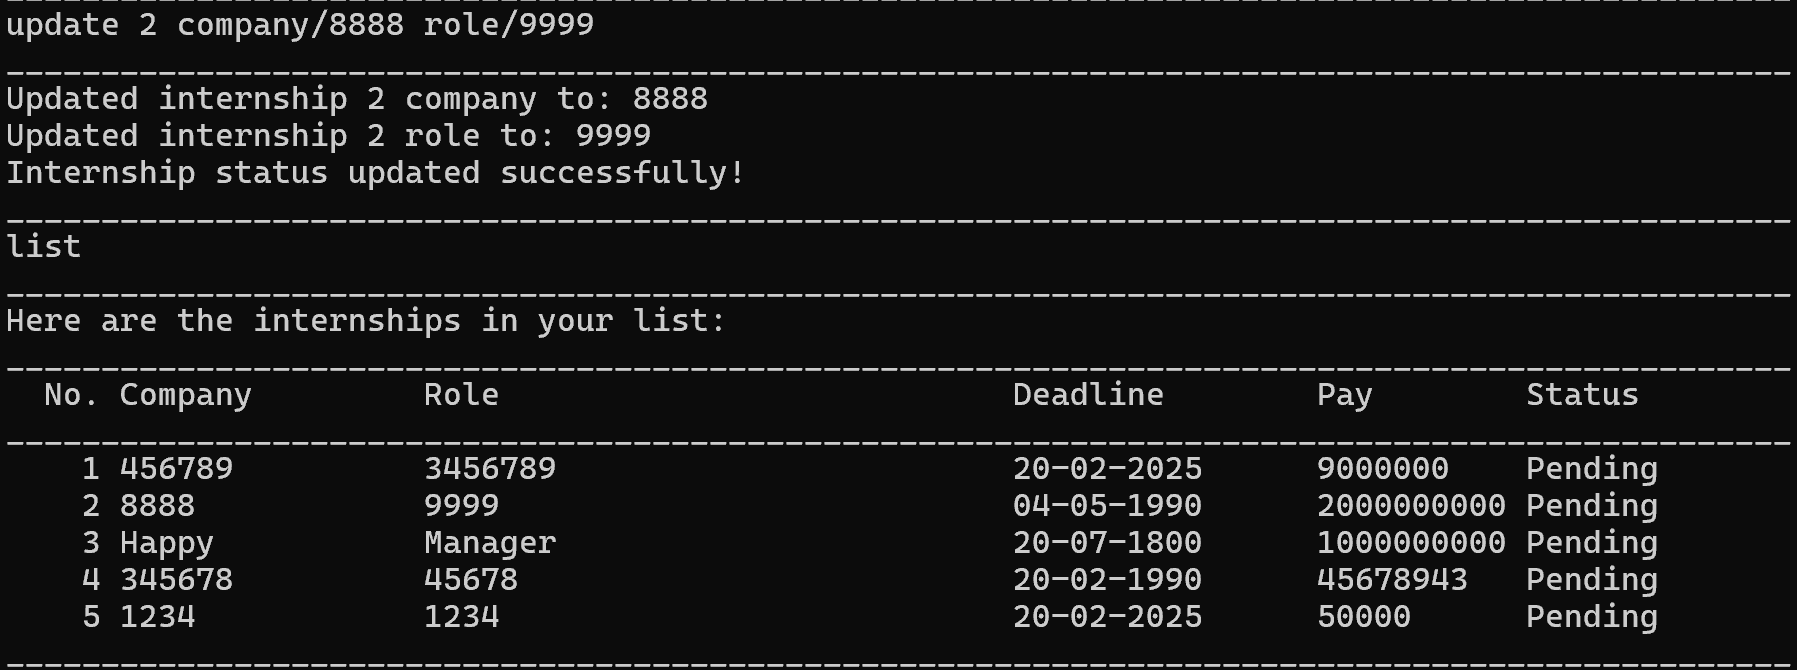 update 2 company/8888 role/9999
Updated internship 2 company to: 8888
Updated internship 2 role to: 9999
Internship status updated successfully!
list
Here are the internships in your list:
No. Company Role Deadline Pay Status
1 456789 3456789 20-02-2025 9000000 Pending
2 8888 9999 04-05-1990 2000000000 Pending
3 Happy Manager 20-07-1800 1000000000 Pending
4 345678 45678 20-02-1990 45678943 Pending
5 1234 1234 20-02-2025 50000 Pending